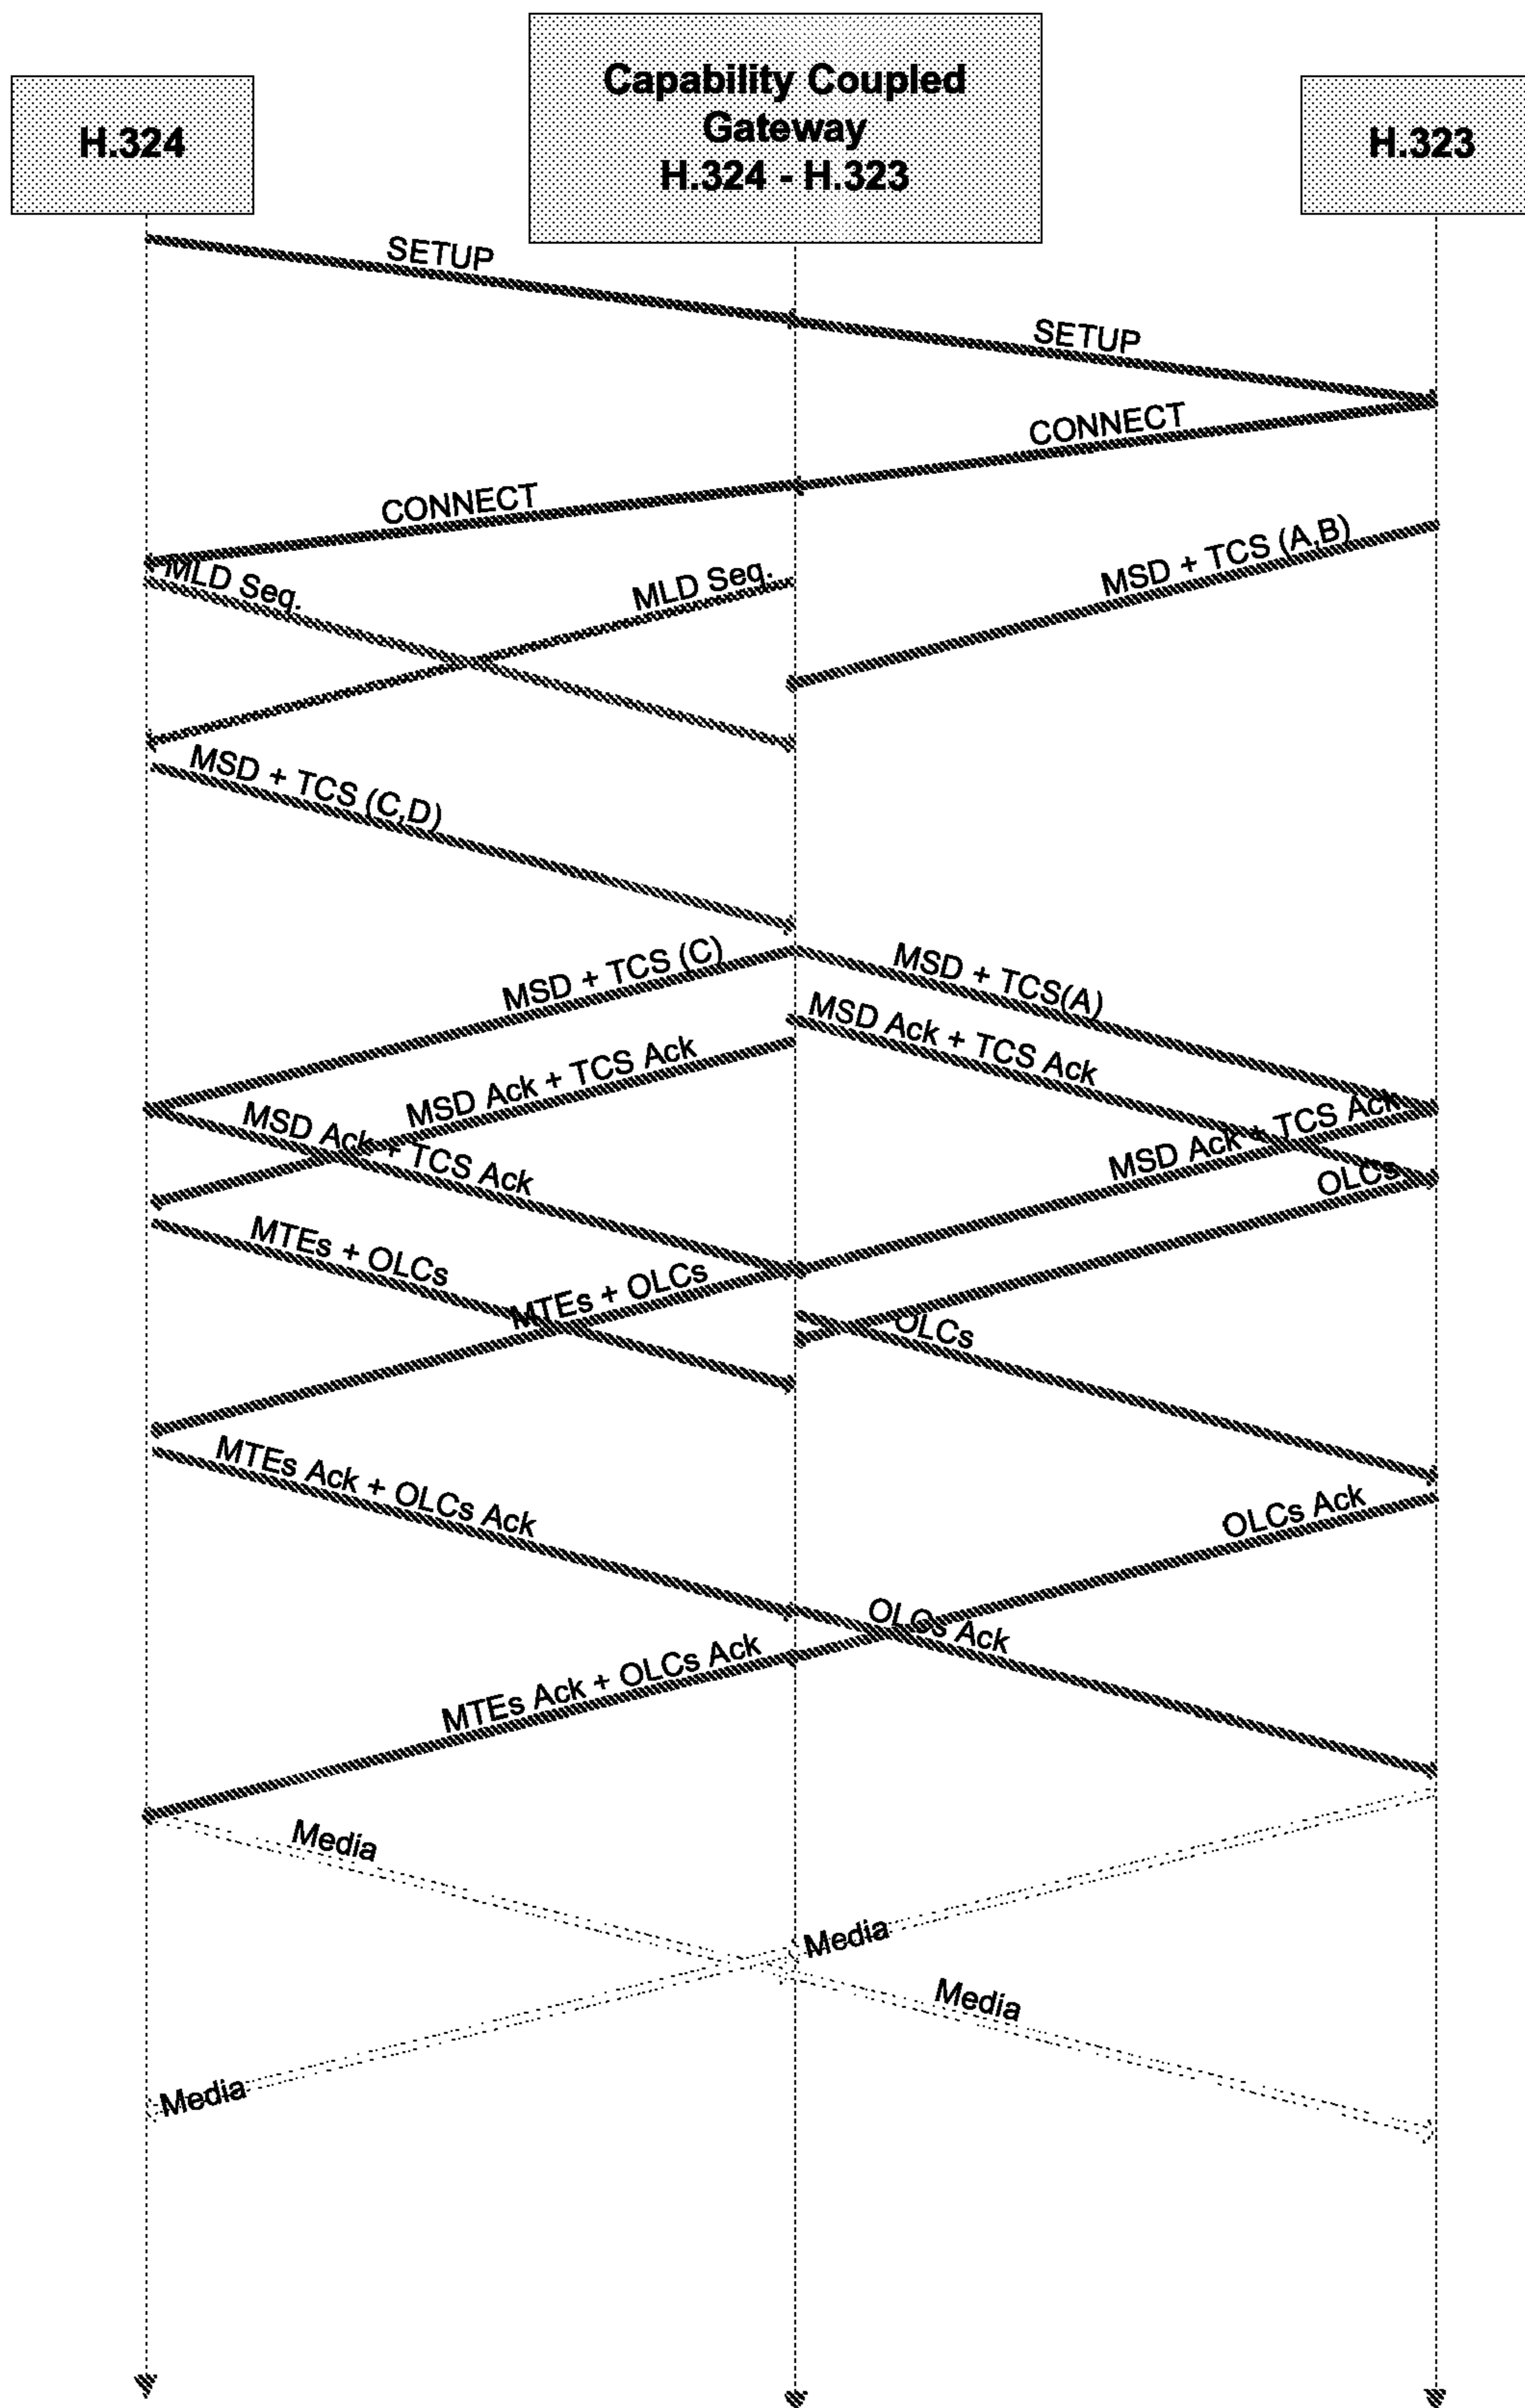 H.324
Capability Coupled
Gateway
H.324 - H.323
H.323
SETUP
SETUP
CONNECT
CONNECT
MSD + TCS (A,B)
MLD Seq.
MLD Seq.
MSD + TCS (C,D)
MSD + TCS (C)
MSD + TCS(A)
MSD Ack + TCS Ack
MSD Ack + TCS Ack
MSD Ack + TCS Ack
MSD Ack + TCS Ack
OLCs
MTEs + OLCs
MTEs + OLCs
OLCs
MTEs Ack + OLCs Ack
OLCs Ack
OLCs Ack
MTEs Ack + OLCs Ack
Media
Media
Media
Media